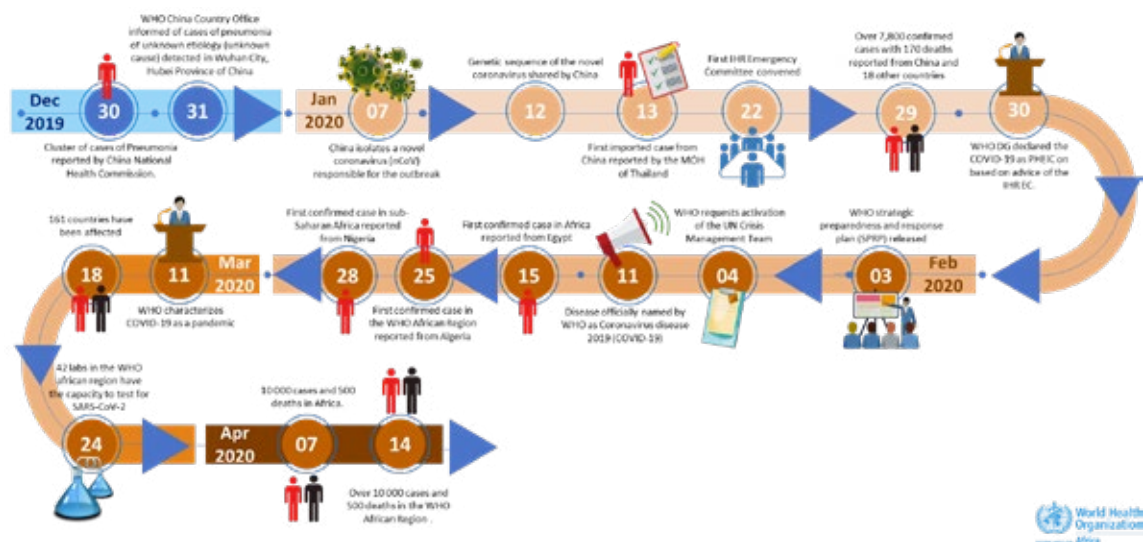 WHO China Country Office
informed of cases of pneumonia
of unknown etiology (unknown
cause) detected in Wuhan City,
Hubei Province of China
Dec
2019
30
31
Cluster of cases of Pneumonia
reported by China National
Health Commission.
Jan
2020
07
China isolates a novel
coronavirus (nCoV)
responsible for the outbreak
Genetic sequence of the novel
coronavirus shared by China
12
13
First imported case from
China reported by the MOH
of Thailand
First IHR Emergency
Committee convened
22
Over 7,800 confirmed
cases with 170 deaths
reported from China and
18 other countries
29
30
WHO DG declared the
COVID-19 as PHEIC on
based on advice of the
IHR EC.
Feb
2020
WHO strategic
preparedness and response
plan (SPRP) released
03
WHO requests activation
of the UN Crisis
Management Team
04
11
Disease officially named by
WHO as Coronavirus disease
2019 (COVID-19)
First confirmed case in Africa
reported from Egypt
15
25
First confirmed case in
the WHO African Region
reported from Algeria
First confirmed case in sub-
Saharan Africa reported
from Nigeria
28
Mar
2020
11
WHO characterizes
COVID-19 as a pandemic
161 countries have
been affected
18
42 labs in the WHO
african region have
the capacity to test for
SARS-CoV-2
24
Apr
2020
10 000 cases and 500
deaths in Africa.
07
14
Over 10 000 cases and
500 deaths in the WHO
African Region .
World Health
Organization
Africa